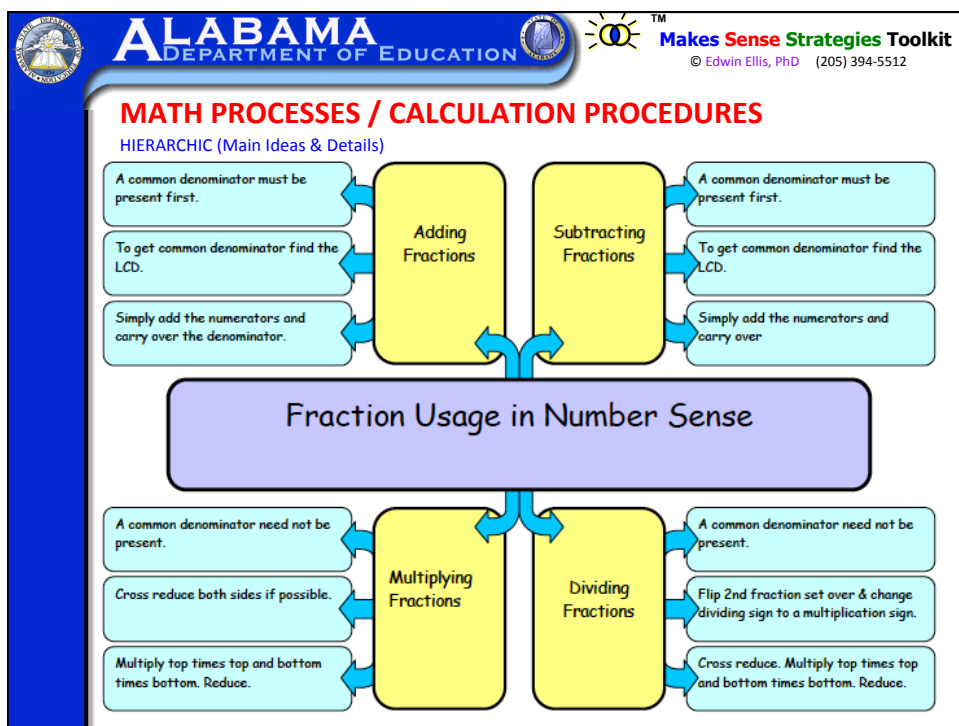 ALABAMA
DEPARTMENT OF EDUCATION
TM
Makes Sense Strategies Toolkit
© Edwin Ellis, PhD (205) 394-5512
MATH PROCESSES / CALCULATION PROCEDURES
HIERARCHIC (Main Ideas & Details)
A common denominator must be
present first.
To get common denominator find the
LCD.
Simply add the numerators and
carry over the denominator.
Adding
Fractions
Subtracting
Fractions
A common denominator must be
present first.
To get common denominator find the
LCD.
Simply add the numerators and
carry over
Fraction Usage in Number Sense
A common denominator need not be
present.
Cross reduce both sides if possible.
Multiply top times top and bottom
times bottom. Reduce.
Multiplying
Fractions
Dividing
Fractions
A common denominator need not be
present.
Flip 2nd fraction set over & change
dividing sign to a multiplication sign.
Cross reduce. Multiply top times top
and bottom times bottom. Reduce.